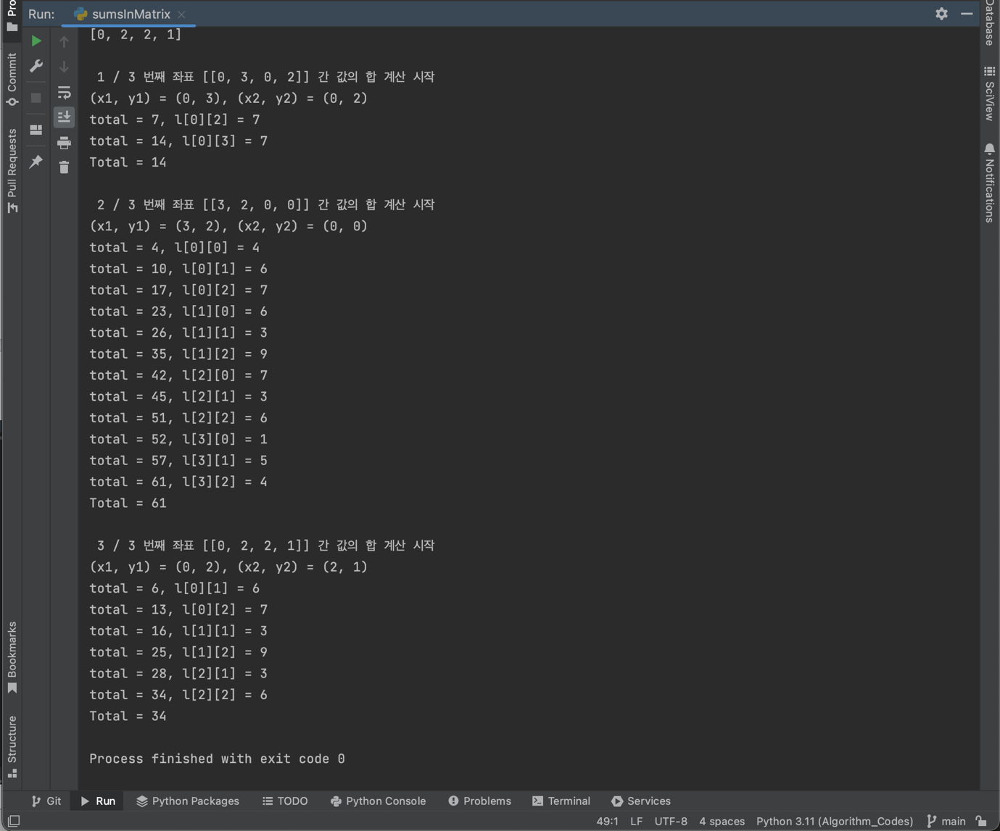 Run:
sumsInMatrix
[0, 2, 2, 1]
1 / 3 번째 좌표 [[0, 3, 0, 2]] 간 값의 합 계산 시작
(x1, y1) = (0, 3), (x2, y2) = (0, 2)
total = 7, l[0][2] = 7
total = 14, l[0][3] = 7
Total = 14
2 / 3 번째 좌표 [[3, 2, 0, 0]] 간 값의 합 계산 시작
(x1, y1) = (3, 2), (x2, y2) = (0, 0)
total = 4, l[0][0] = 4
total = 10, l[0][1] = 6
total = 17, l[0][2] = 7
total = 23, l[1][0] = 6
total = 26, l[1][1] = 3
total = 35, l[1][2] = 9
total = 42, l[2][0] = 7
total = 45, l[2][1] = 3
total = 51, l[2][2] = 6
total = 52, l[3][0] = 1
total = 57, l[3][1] = 5
total = 61, l[3][2] = 4
Total = 61
3 / 3 번째 좌표 [[0, 2, 2, 1]] 간 값의 합 계산 시작
(x1, y1) = (0, 2), (x2, y2) = (2, 1)
total = 6, l[0][1] = 6
total = 13, l[0][2] = 7
total = 16, l[1][1] = 3
total = 25, l[1][2] = 9
total = 28, l[2][1] = 3
total = 34, l[2][2] = 6
Total = 34
Process finished with exit code 0
Commit
Pull Requests
Bookmarks
Structure
Database
SciView
Notifications
Git
Run
Python Packages
TODO
Python Console
Problems
Terminal
Services
49:1
LF
UTF-8
4 spaces
Python 3.11 (Algorithm_Codes)
main